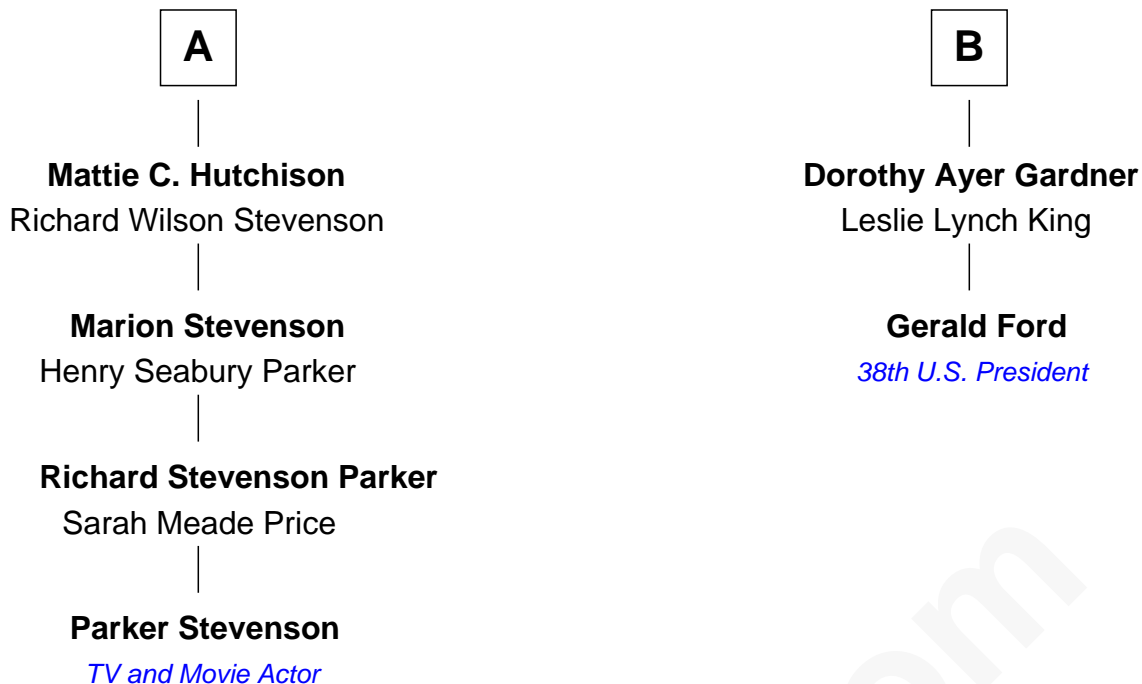 A
Mattie C. Hutchison
Richard Wilson Stevenson
Marion Stevenson
Henry Seabury Parker
Richard Stevenson Parker
Sarah Meade Price
Parker Stevenson
TV and Movie Actor
B
Dorothy Ayer Gardner
Leslie Lynch King
Gerald Ford
38th U.S. President
om